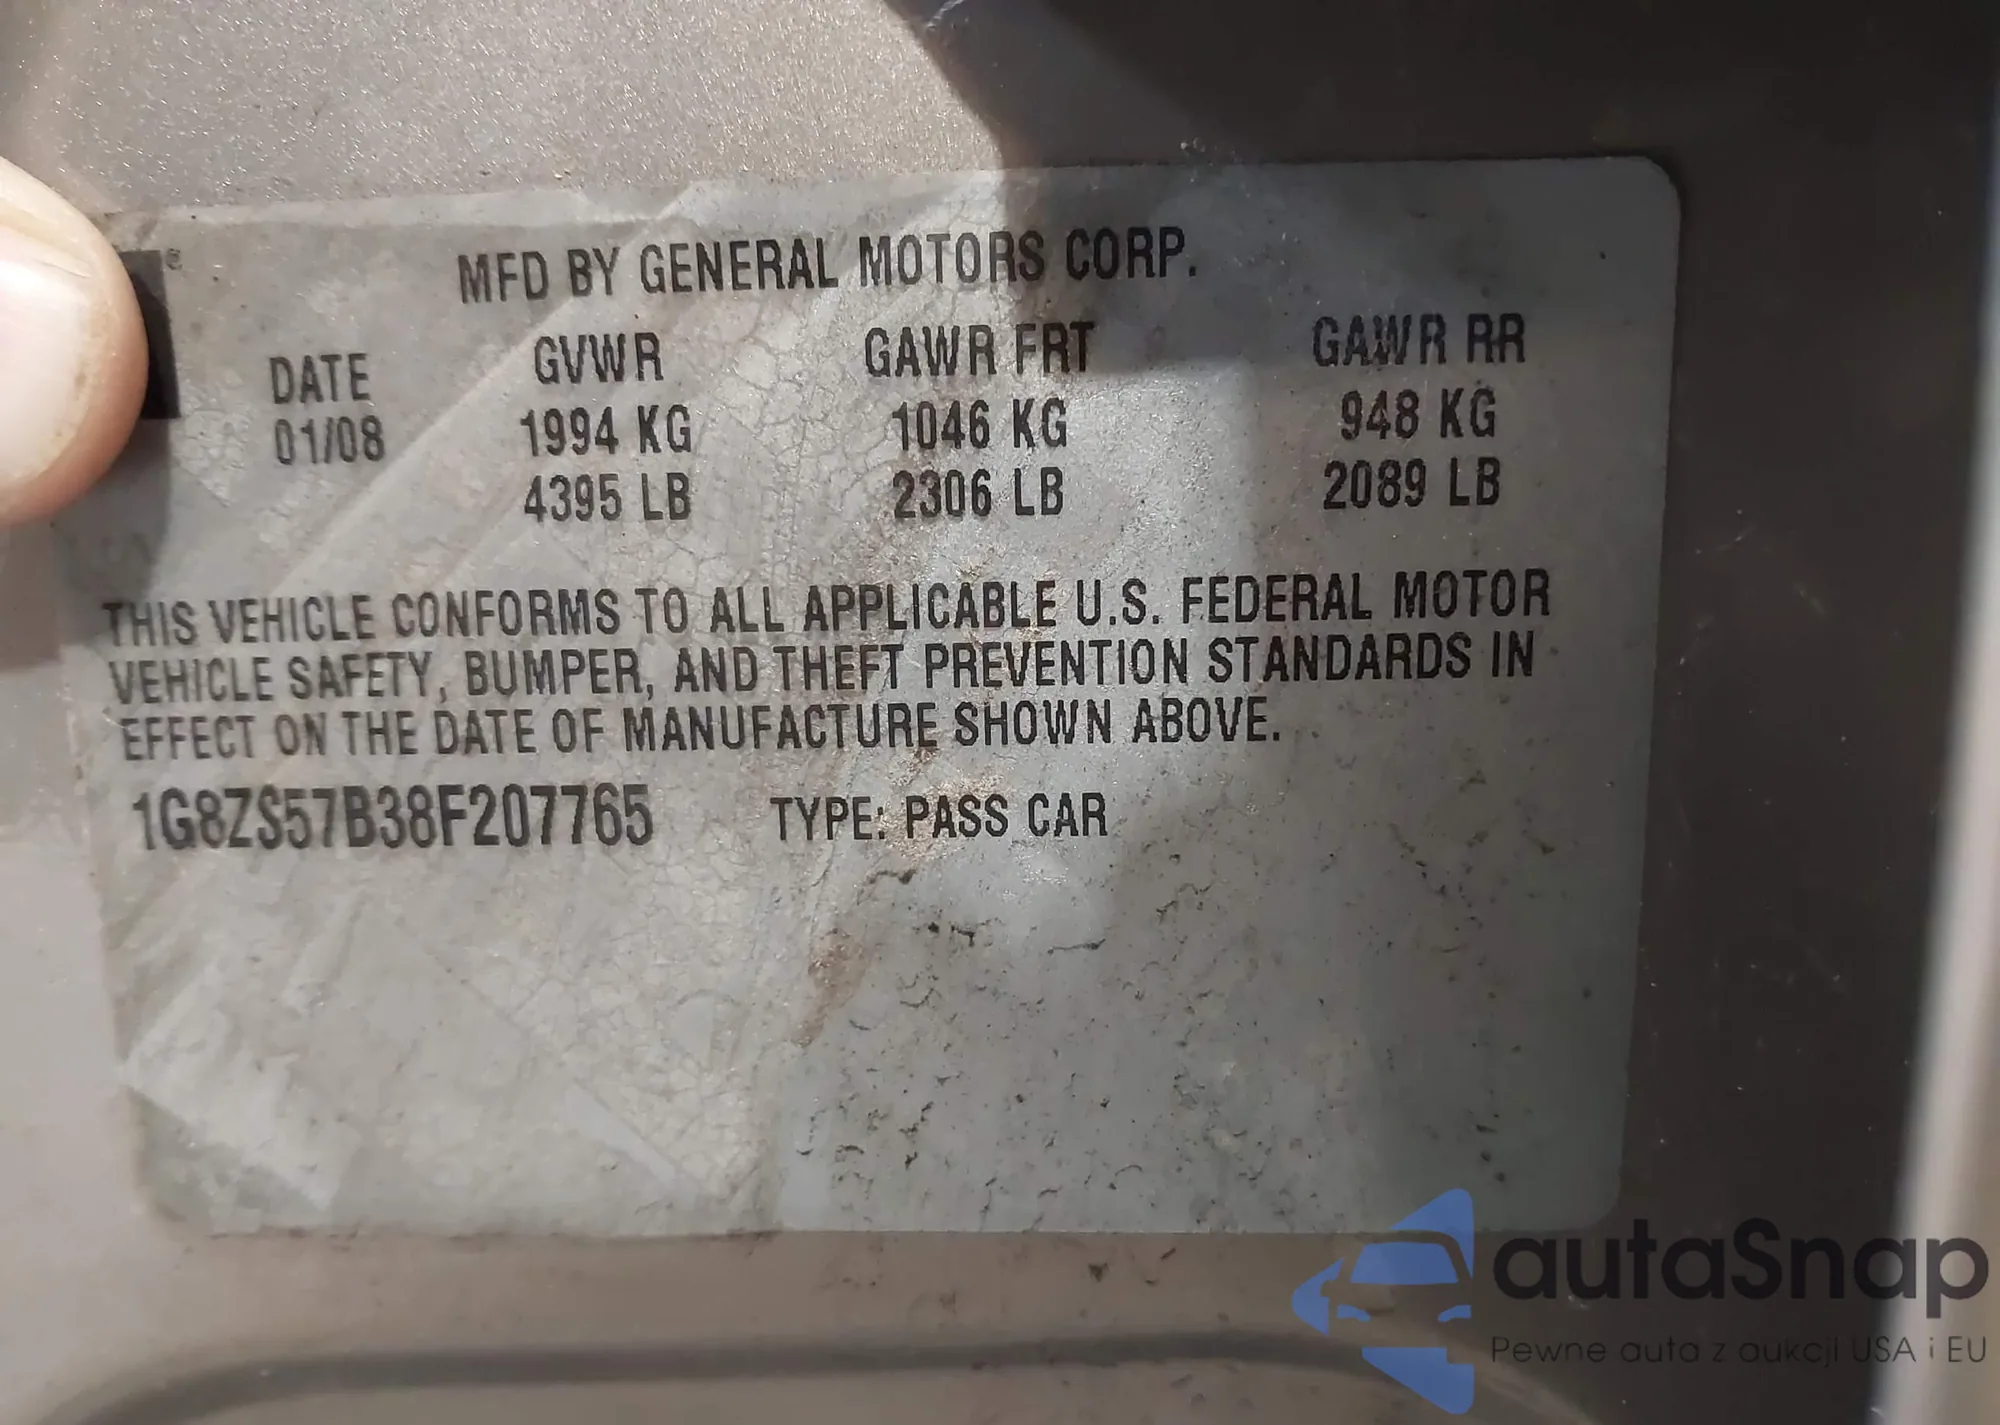 MFD BY GENERAL MOTORS CORP.
DATE GVWR GAWR FRT GAWR RR
01/08 1994 KG 1046 KG 948 KG
4395 LB 2306 LB 2089 LB
THIS VEHICLE CONFORMS TO ALL APPLICABLE U.S. FEDERAL MOTOR
VEHICLE SAFETY, BUMPER, AND THEFT PREVENTION STANDARDS IN
EFFECT ON THE DATE OF MANUFACTURE SHOWN ABOVE.
1G8ZS57B38F207765 TYPE: PASS CAR
autaSnap
Pewne auta z aukcji USA i EU